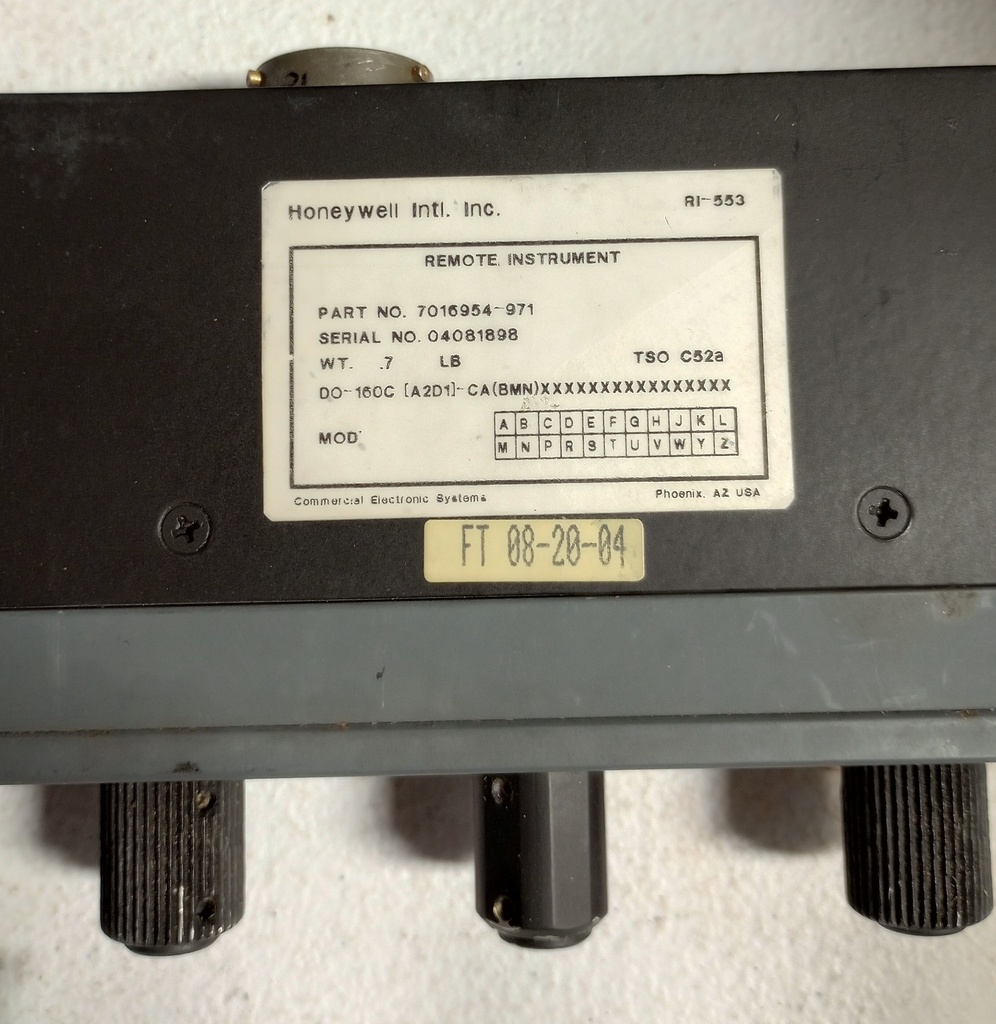 Honeywell Intl. Inc.
RI-553
REMOTE INSTRUMENT
PART NO. 7016954-971
SERIAL NO. 04081898
WT. .7 LB
TSO C52a
DO-160C [A2D1]-CA(BMN)XXXXXXXXXXXXXXXX
MOD
A B C D E F G H J K L
M N P R S T U V W Y Z
Commercial Electronic Systems
Phoenix, AZ USA
FT 08-20-04